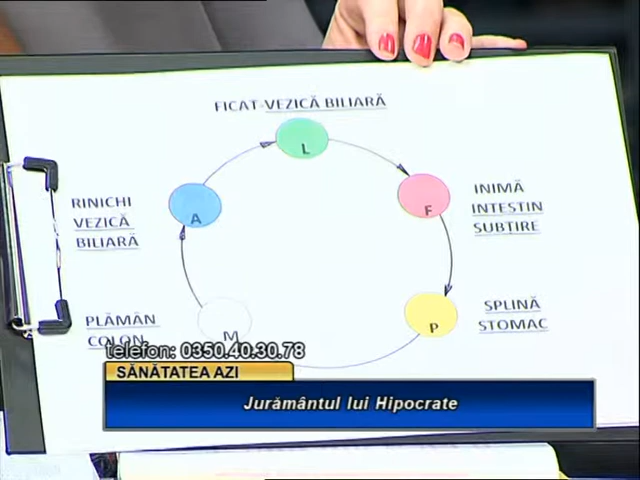 FICAT-VEZICĂ BILIARĂ
L
RINICHI
VEZICĂ
BILIARĂ
A
F
INIMĂ
INTESTIN
SUBTIRE
PLĂMÂN
COLON
M
P
SPLINĂ
STOMAC
telefon: 0350.40.30.78
SĂNĂTATEA AZI
Jurământul lui Hipocrate